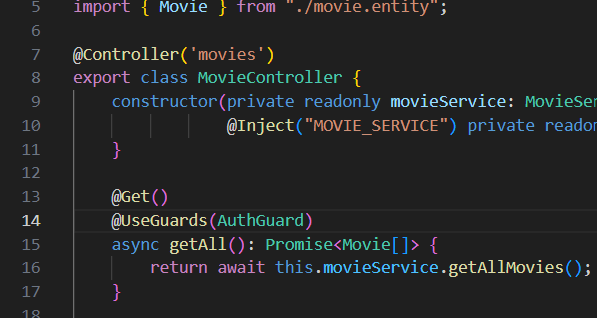 5 import { Movie } from "./movie.entity";
6
7 @Controller('movies')
8 export class MovieController {
9 constructor(private readonly movieService: MovieSer
10 @Inject("MOVIE_SERVICE") private readon
11 }
12
13 @Get()
14 @UseGuards(AuthGuard)
15 async getAll(): Promise<Movie[]> {
16 return await this.movieService.getAllMovies();
17 }
18